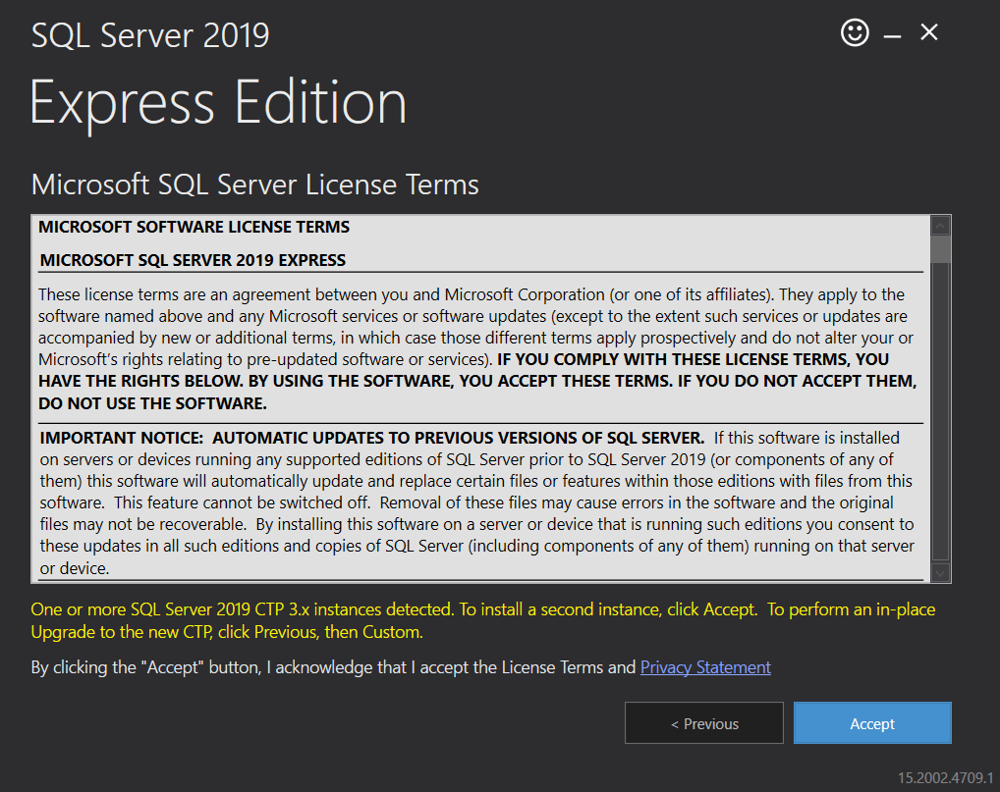 SQL Server 2019
Express Edition
Microsoft SQL Server License Terms
MICROSOFT SOFTWARE LICENSE TERMS
MICROSOFT SQL SERVER 2019 EXPRESS
These license terms are an agreement between you and Microsoft Corporation (or one of its affiliates). They apply to the
software named above and any Microsoft services or software updates (except to the extent such services or updates are
accompanied by new or additional terms, in which case those different terms apply prospectively and do not alter your or
Microsoft’s rights relating to pre-updated software or services). IF YOU COMPLY WITH THESE LICENSE TERMS, YOU
HAVE THE RIGHTS BELOW. BY USING THE SOFTWARE, YOU ACCEPT THESE TERMS. IF YOU DO NOT ACCEPT THEM,
DO NOT USE THE SOFTWARE.
IMPORTANT NOTICE:  AUTOMATIC UPDATES TO PREVIOUS VERSIONS OF SQL SERVER.  If this software is installed
on servers or devices running any supported editions of SQL Server prior to SQL Server 2019 (or components of any of
them) this software will automatically update and replace certain files or features within those editions with files from this
software.  This feature cannot be switched off.  Removal of these files may cause errors in the software and the original
files may not be recoverable.  By installing this software on a server or device that is running such editions you consent to
these updates in all such editions and copies of SQL Server (including components of any of them) running on that server
or device.
One or more SQL Server 2019 CTP 3.x instances detected. To install a second instance, click Accept.  To perform an in-place
Upgrade to the new CTP, click Previous, then Custom.
By clicking the "Accept" button, I acknowledge that I accept the License Terms and Privacy Statement
< Previous
Accept
15.2002.4709.1